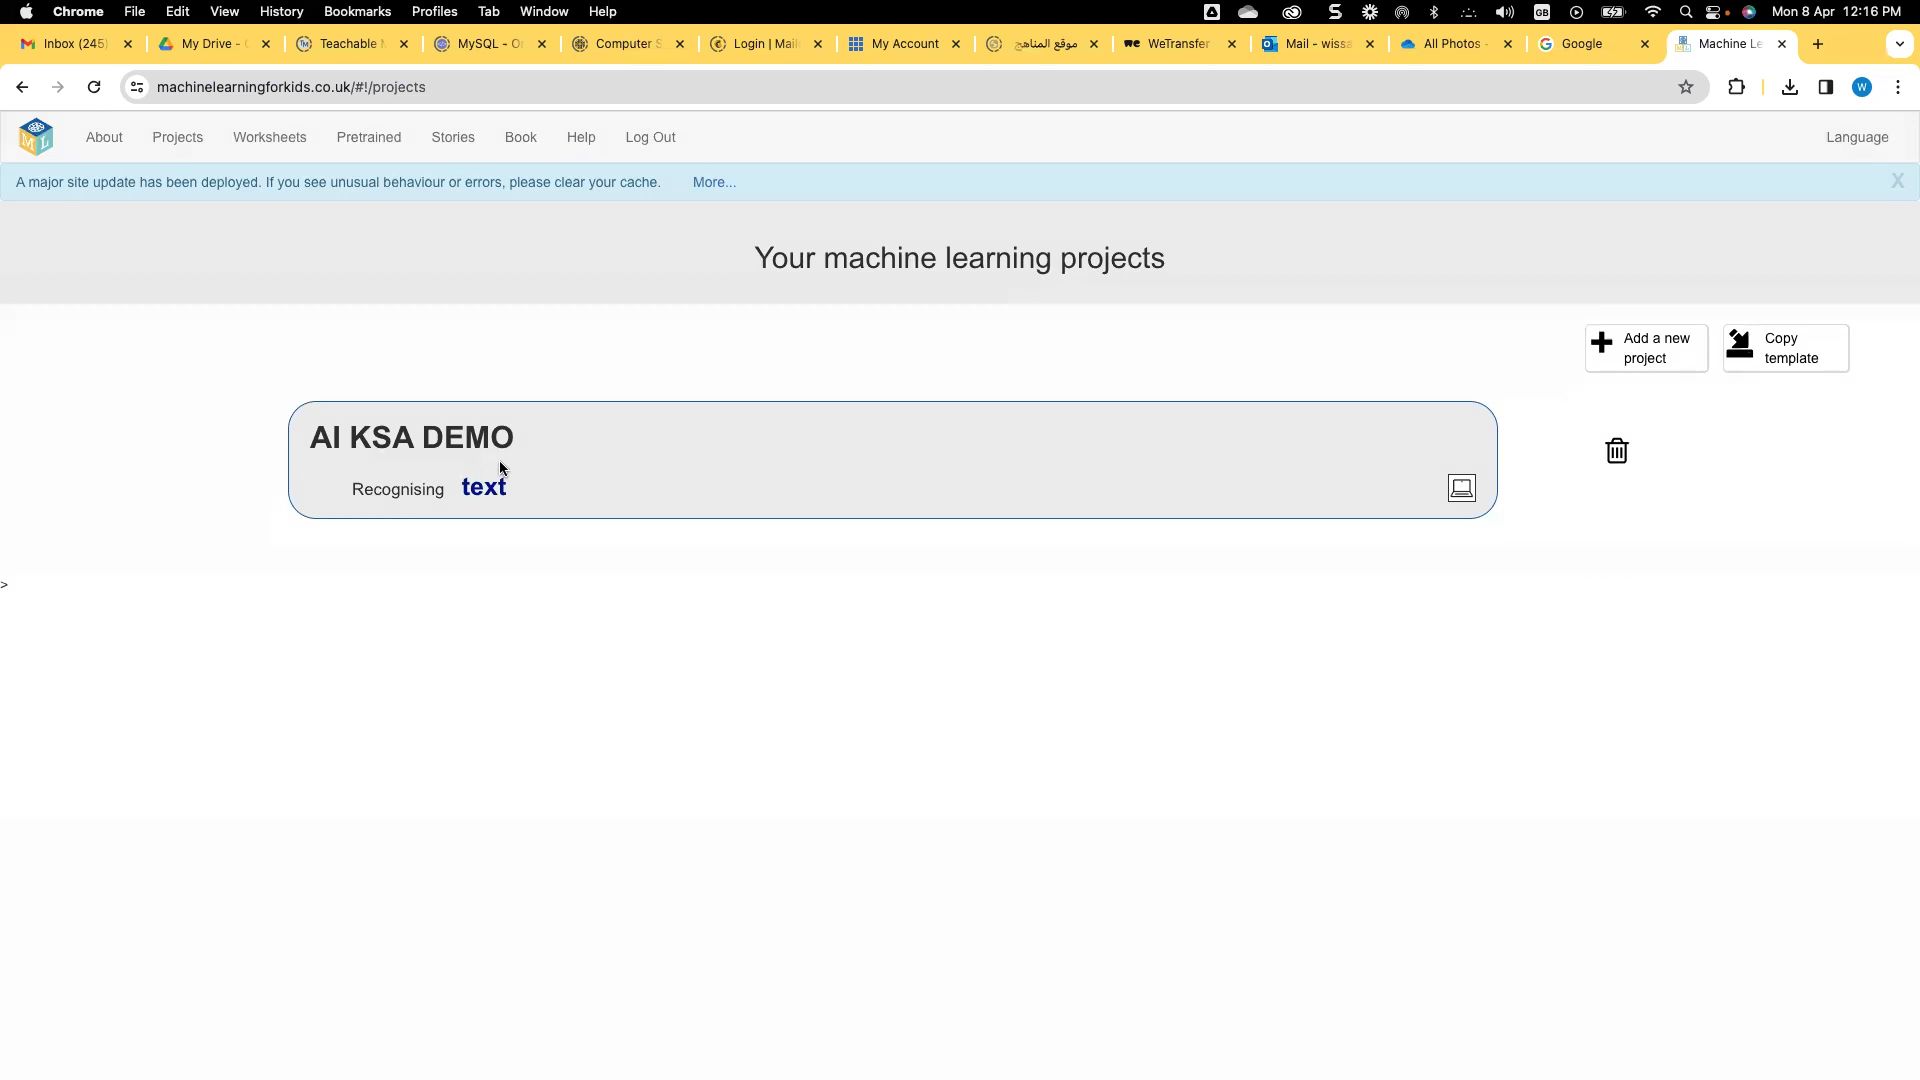 Chrome File Edit View History Bookmarks Profiles Tab Window Help GB Mon 8 Apr 12:16 PM
Inbox (245) My Drive - Teachable MySQL - O Computer S Login | Mail My Account موقع المناهج WeTransfer Mail - wissa All Photos - Google Machine Le
machinelearningforkids.co.uk/#!/projects W
ML About Projects Worksheets Pretrained Stories Book Help Log Out Language
A major site update has been deployed. If you see unusual behaviour or errors, please clear your cache. More... X
Your machine learning projects
Add a new
project
Copy
template
AI KSA DEMO
Recognising text
>